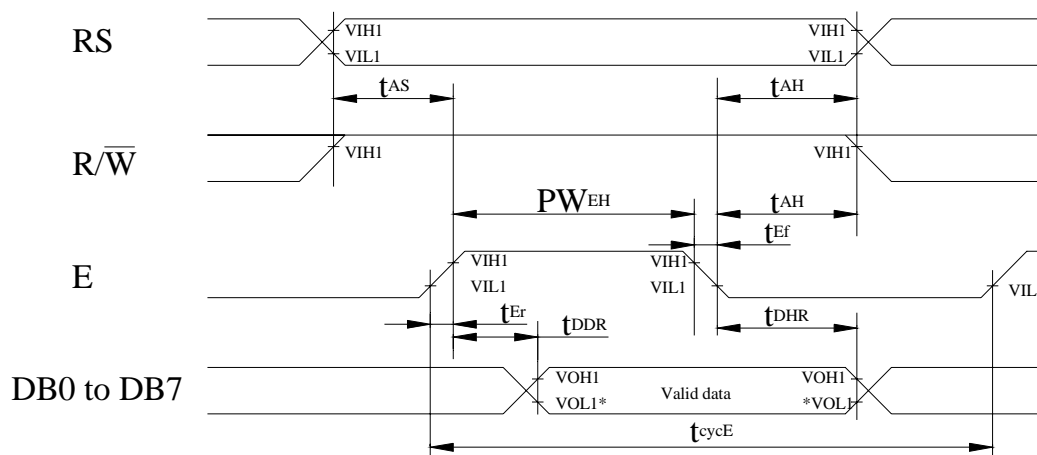 RS
VIH1
VIL1
VIH1
VIL1
tAS
tAH
R/W̅
VIH1
VIH1
PWEH
tAH
tEf
E
VIH1
VIL1
VIH1
VIL1
VIL
tEr
tDDR
tDHR
DB0 to DB7
VOH1
VOL1*
Valid data
VOH1
*VOL1
tcycE